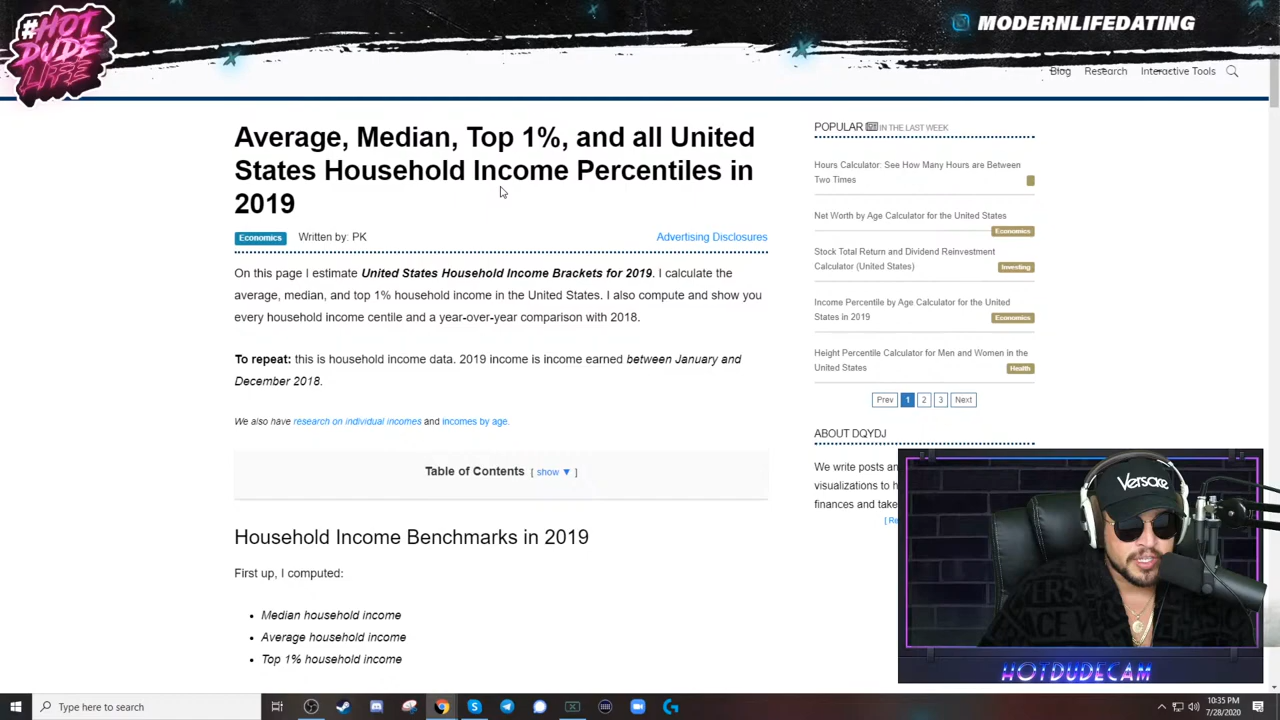 #HOT
DUDE
LIFE
MODERNLIFEDATING
Blog Research Interactive Tools
Average, Median, Top 1%, and all United
States Household Income Percentiles in
2019
Economics Written by: PK Advertising Disclosures
On this page I estimate United States Household Income Brackets for 2019. I calculate the
average, median, and top 1% household income in the United States. I also compute and show you
every household income centile and a year-over-year comparison with 2018.
To repeat: this is household income data. 2019 income is income earned between January and
December 2018.
We also have research on individual incomes and incomes by age.
Table of Contents [ show ▼ ]
Household Income Benchmarks in 2019
First up, I computed:
• Median household income
• Average household income
• Top 1% household income
POPULAR IN THE LAST WEEK
Hours Calculator: See How Many Hours are Between
Two Times
Net Worth by Age Calculator for the United States
Economics
Stock Total Return and Dividend Reinvestment
Calculator (United States) Investing
Income Percentile by Age Calculator for the United
States in 2019 Economics
Height Percentile Calculator for Men and Women in the
United States Health
Prev 1 2 3 Next
ABOUT DQYDJ
We write posts
visualizations to
finances and take
[
Versace
HOTDUDECAM
Type here to search
10:35 PM
7/28/2020